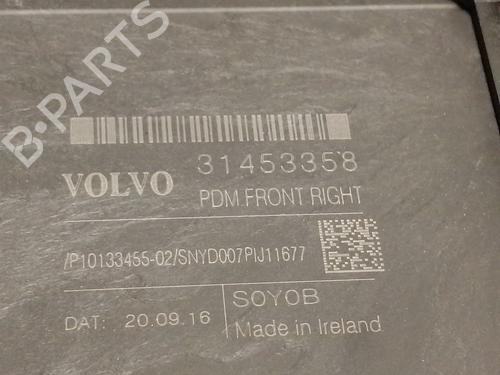 B-PARTS
31453358
VOLVO
PDM FRONT RIGHT
/P10133455-02/SNYD007PIJ11677
SOYOB
DAT: 20.09.16
Made in Ireland